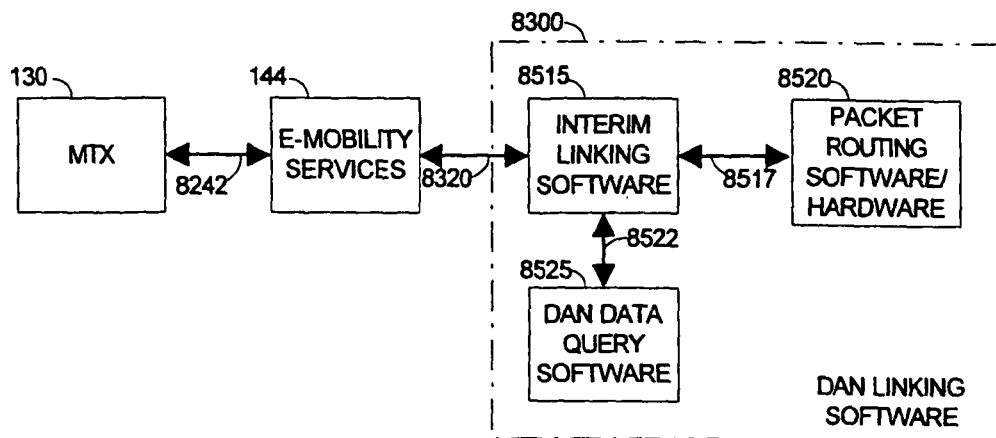 8300
130
144
8515
8520
MTX
E-MOBILITY
SERVICES
INTERIM
LINKING
SOFTWARE
PACKET
ROUTING
SOFTWARE/
HARDWARE
8242
8320
8517
8522
8525
DAN DATA
QUERY
SOFTWARE
DAN LINKING
SOFTWARE